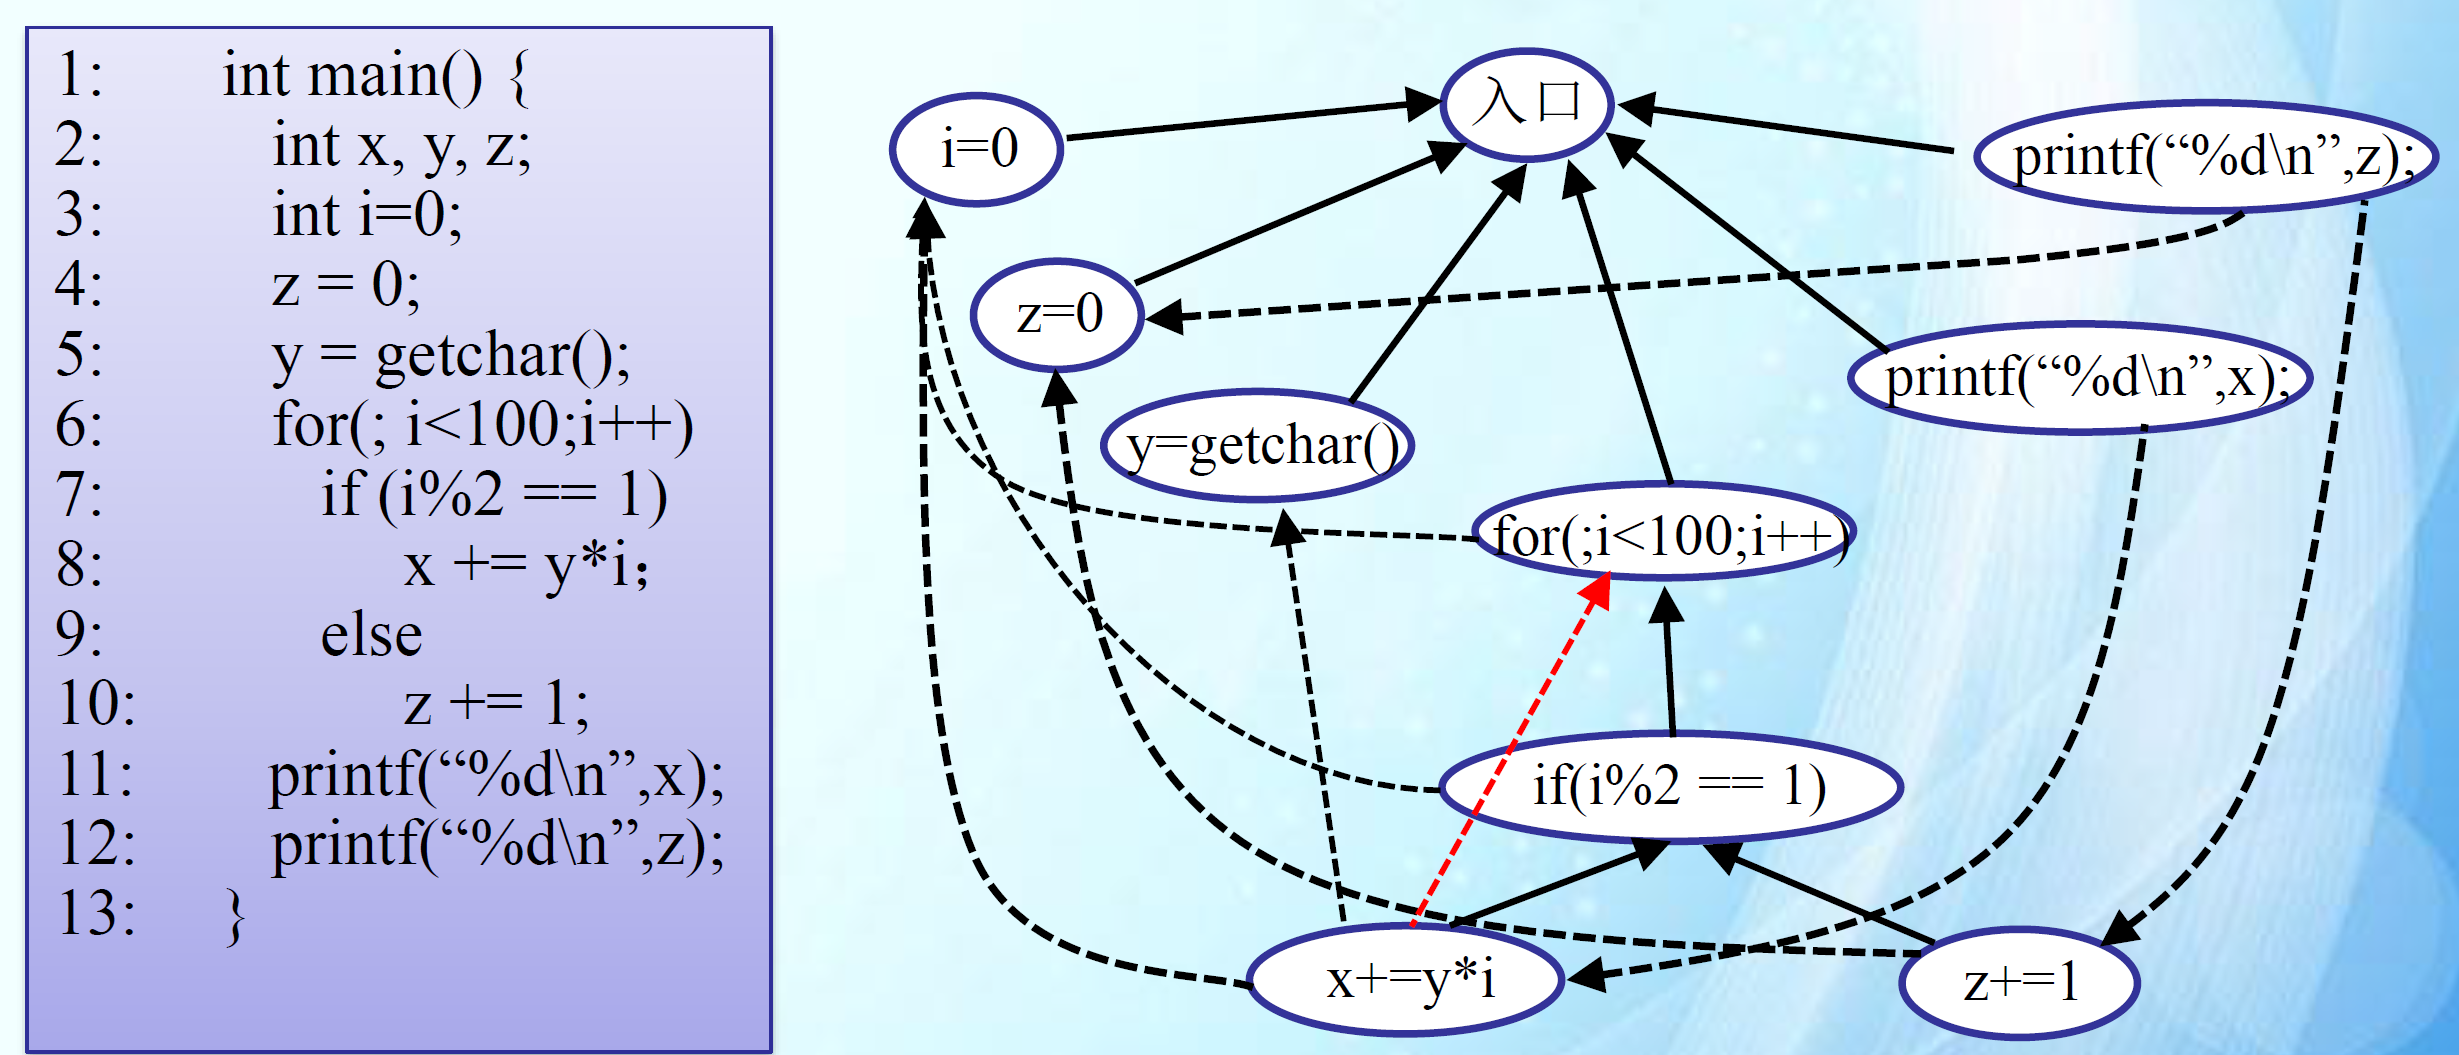 1: int main() {
2: int x, y, z;
3: int i=0;
4: z = 0;
5: y = getchar();
6: for(; i<100;i++)
7: if (i%2 == 1)
8: x += y*i；
9: else
10: z += 1;
11: printf(“%d\n”,x);
12: printf(“%d\n”,z);
13: }
入口
i=0
printf(“%d\n”,z);
z=0
printf(“%d\n”,x);
y=getchar()
for(;i<100;i++)
if(i%2 == 1)
x+=y*i
z+=1